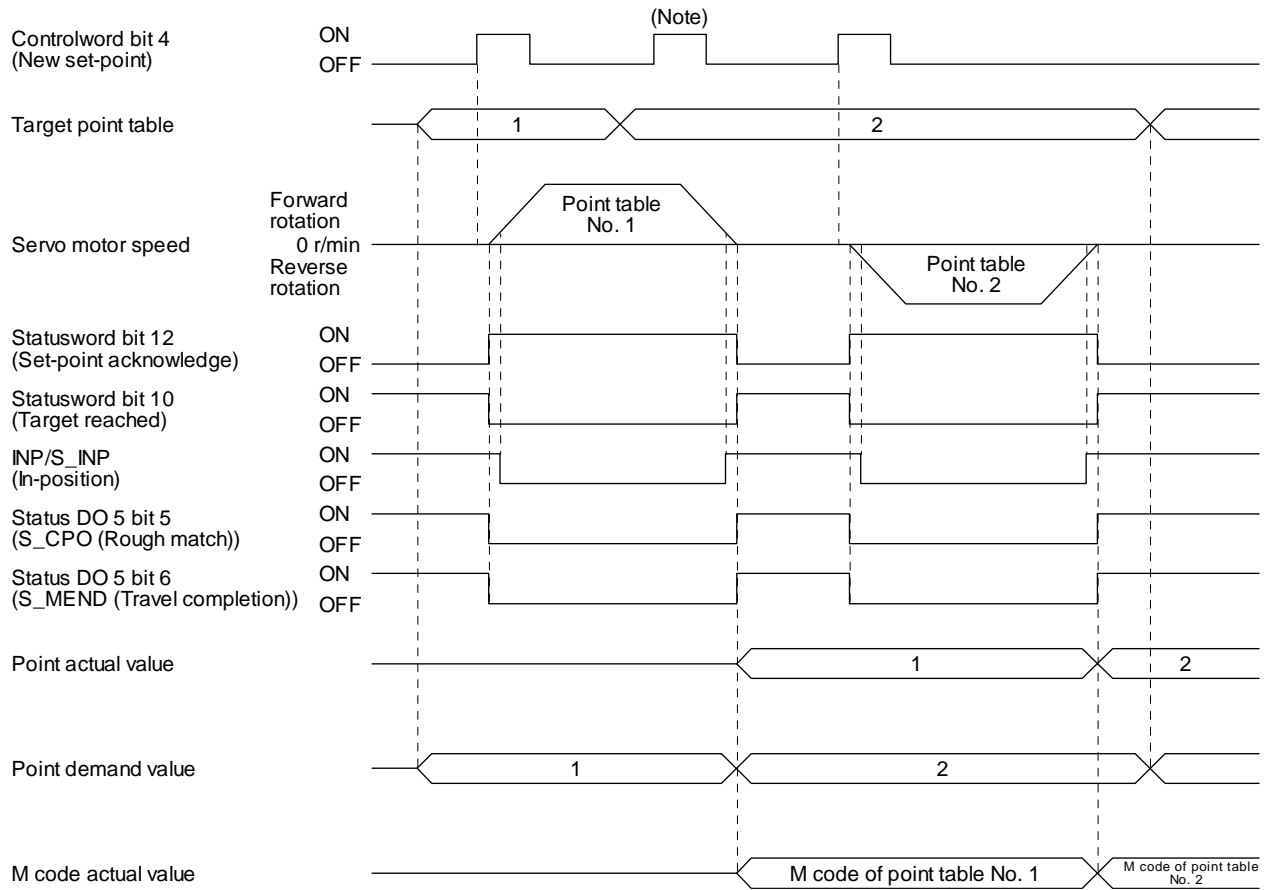 (Note)
Controlword bit 4
(New set-point)
ON
OFF
Target point table
1
2
Servo motor speed
Forward
rotation
0 r/min
Reverse
rotation
Point table
No. 1
Point table
No. 2
Statusword bit 12
(Set-point acknowledge)
ON
OFF
Statusword bit 10
(Target reached)
ON
OFF
INP/S_INP
(In-position)
ON
OFF
Status DO 5 bit 5
(S_CPO (Rough match))
ON
OFF
Status DO 5 bit 6
(S_MEND (Travel completion))
ON
OFF
Point actual value
1
2
Point demand value
1
2
M code actual value
M code of point table No. 1
M code of point table
No. 2